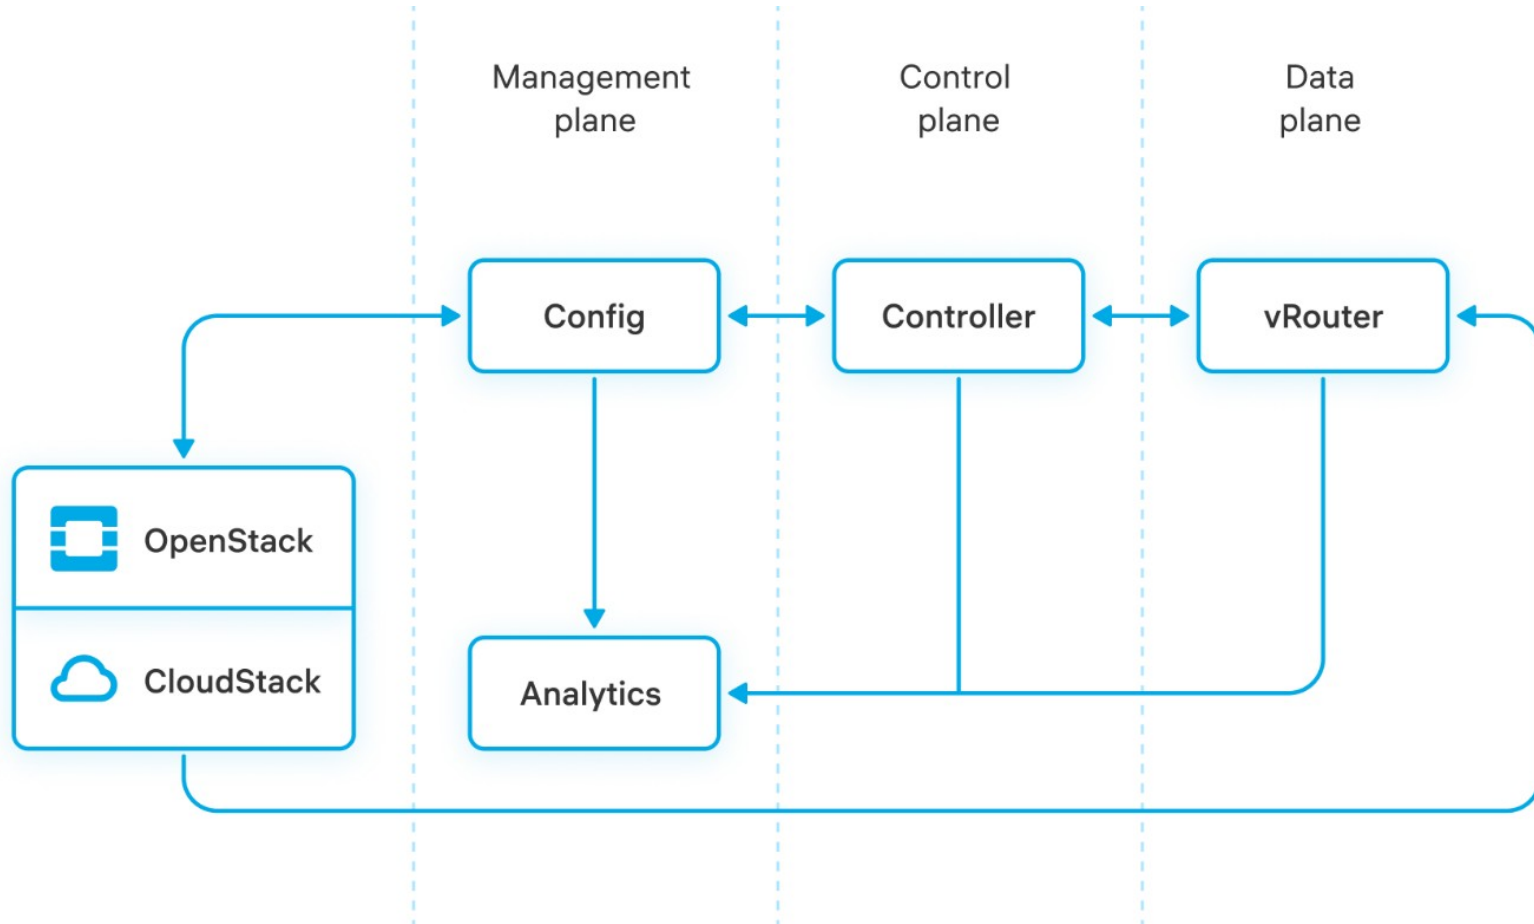 Management
plane
Control
plane
Data
plane
Config
Controller
vRouter
OpenStack
CloudStack
Analytics